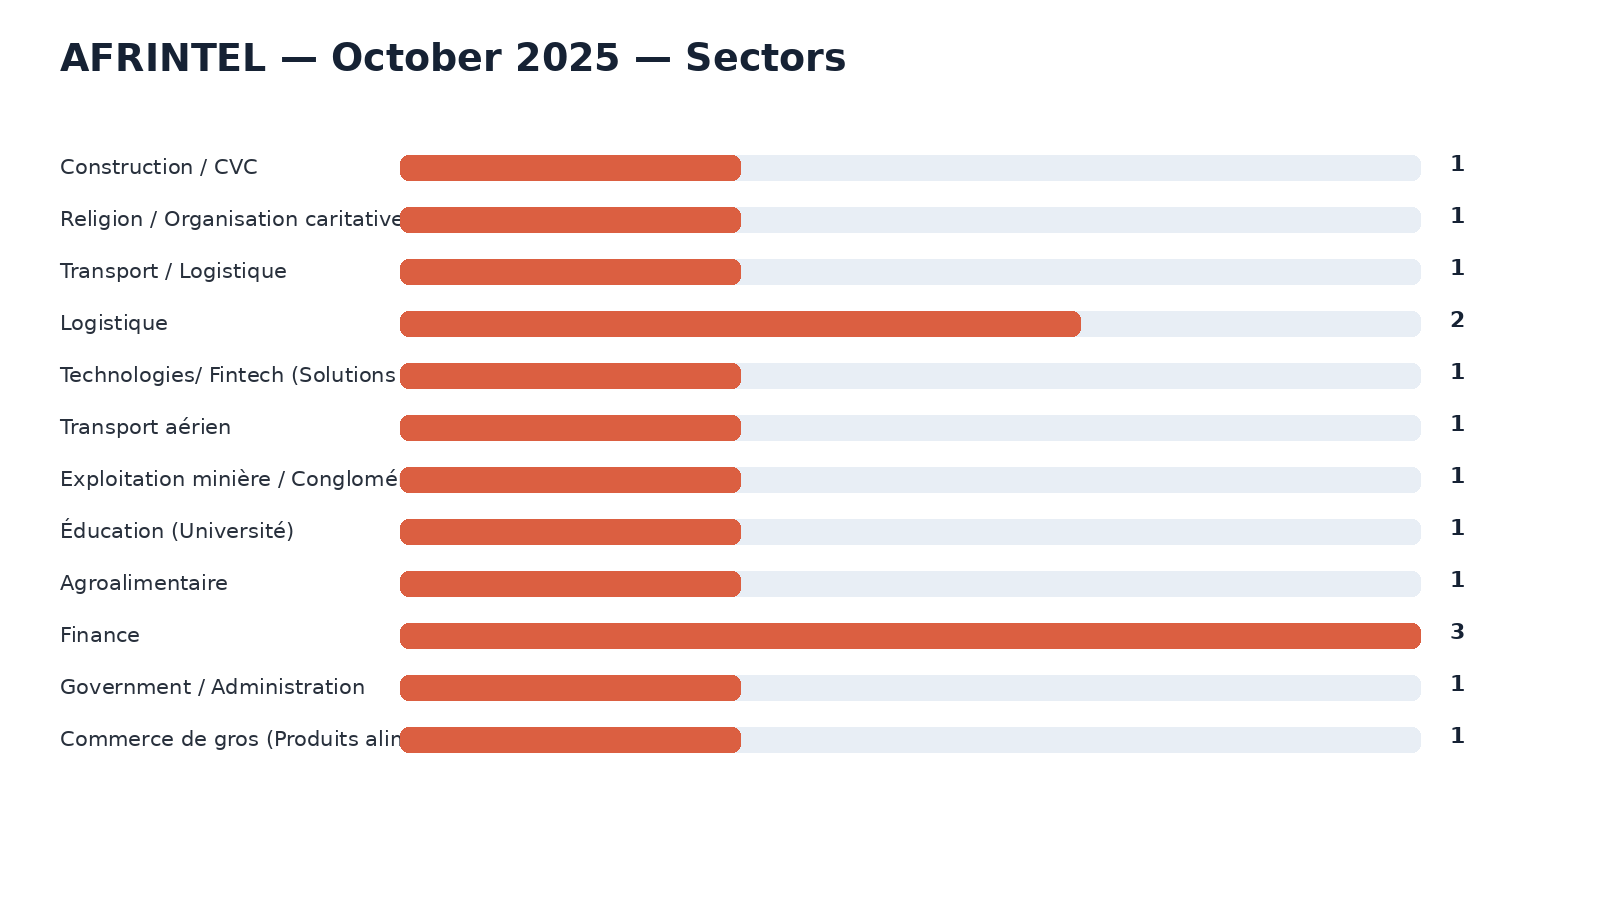 AFRINTEL — October 2025 — Sectors
Construction / CVC 1
Religion / Organisation caritative 1
Transport / Logistique 1
Logistique 2
Technologies/ Fintech (Solutions 1
Transport aérien 1
Exploitation minière / Conglomé 1
Éducation (Université) 1
Agroalimentaire 1
Finance 3
Government / Administration 1
Commerce de gros (Produits alin 1